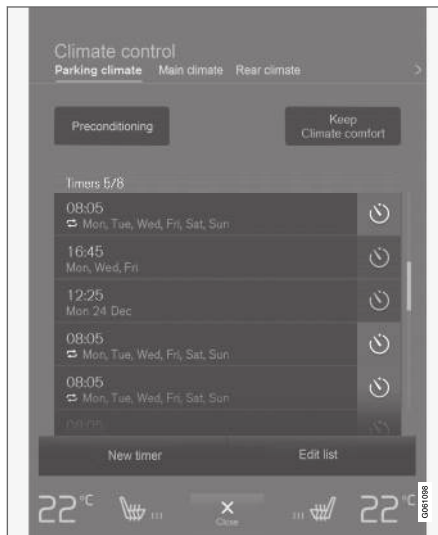 Climate control
Parking climate Main climate Rear climate
Preconditioning
Keep
Climate comfort
Timers 5/8
08:05
Mon, Tue, Wed, Fri, Sat, Sun
16:45
Mon, Wed, Fri
12:25
Mon 24 Dec
08:05
Mon, Tue, Wed, Fri, Sat, Sun
08:05
Mon, Tue, Wed, Fri, Sat, Sun
08:05
New timer Edit list
22°C
Close
22°C
G061098